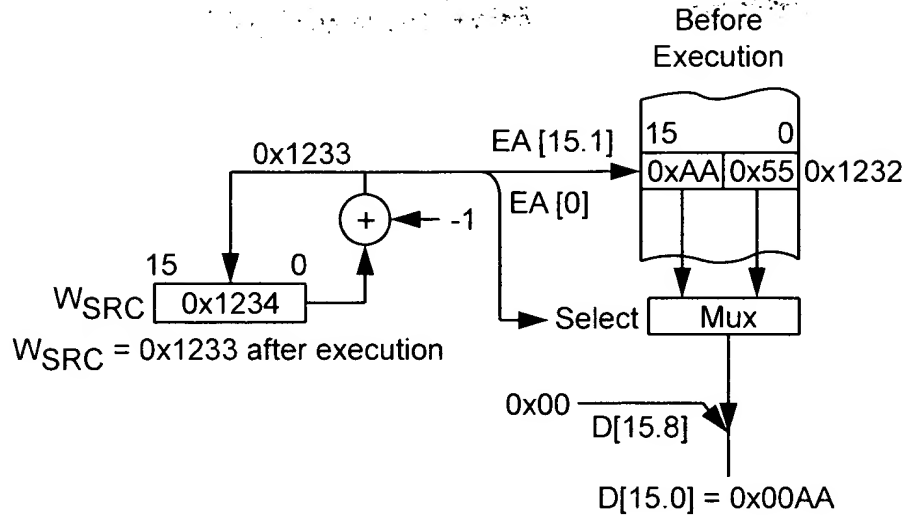 Before
Execution
15 0
EA [15.1]
0x1233
0xAA 0x55 0x1232
EA [0]
+ -1
15 0
WSRC 0x1234
Select Mux
WSRC = 0x1233 after execution
0x00
D[15.8]
D[15.0] = 0x00AA